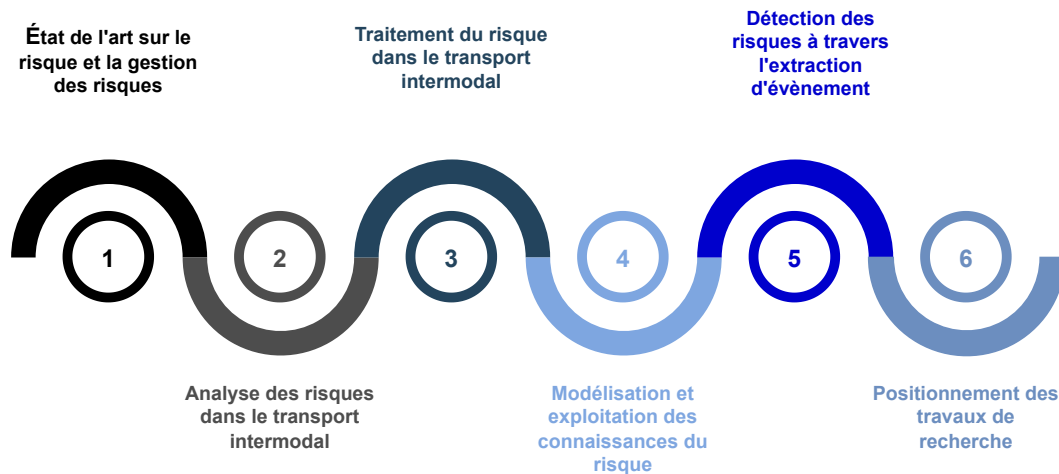 État de l'art sur le
risque et la gestion
des risques
Traitement du risque
dans le transport
intermodal
Détection des
risques à travers
l'extraction
d'évènement
1
2
3
4
5
6
Analyse des risques
dans le transport
intermodal
Modélisation et
exploitation des
connaissances du
risque
Positionnement des
travaux de
recherche